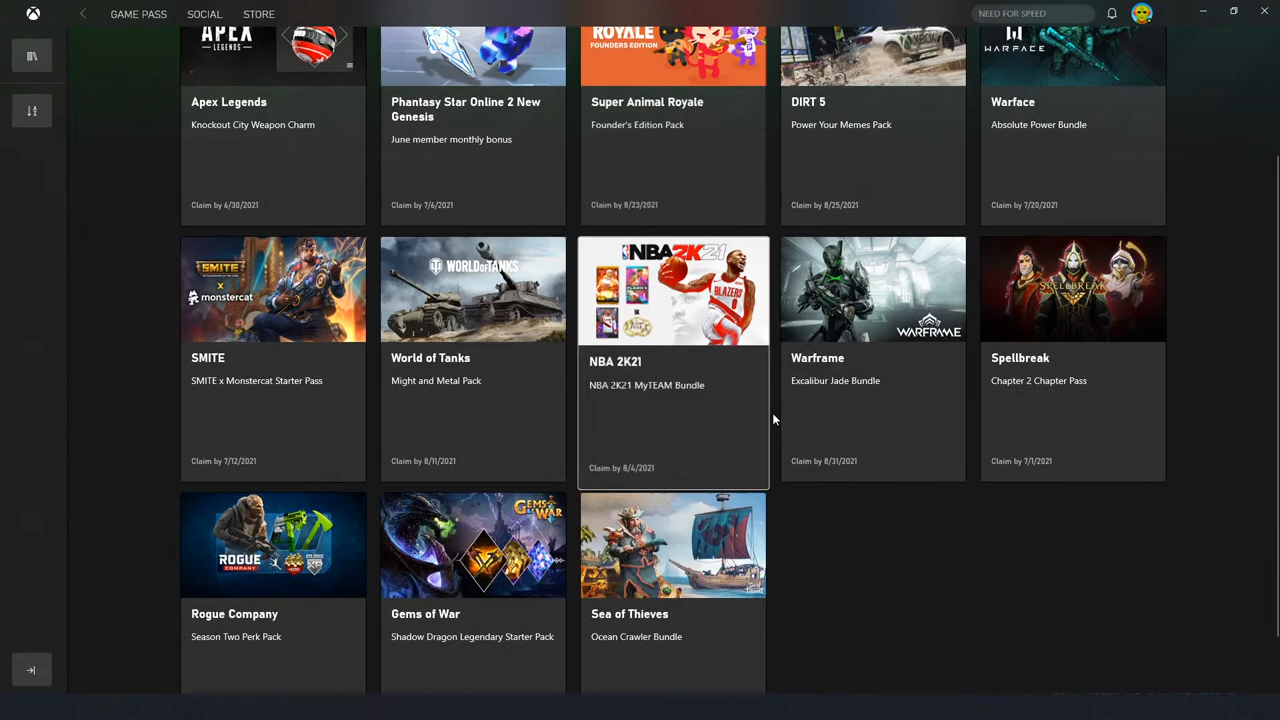 GAME PASS
SOCIAL
STORE
NEED FOR SPEED
APEX
LEGENDS
ROYALE
FOUNDERS EDITION
WARFACE
Apex Legends
Knockout City Weapon Charm
Claim by 6/30/2021
Phantasy Star Online 2 New
Genesis
June member monthly bonus
Claim by 7/6/2021
Super Animal Royale
Founder's Edition Pack
Claim by 8/23/2021
DIRT 5
Power Your Memes Pack
Claim by 8/25/2021
Warface
Absolute Power Bundle
Claim by 7/20/2021
SMITE
x
monstercat
SMITE
SMITE x Monstercat Starter Pass
Claim by 7/12/2021
WORLD OF TANKS
World of Tanks
Might and Metal Pack
Claim by 8/11/2021
NBA2K21
BLAZERS
0
5K
MT
NBA 2K21
NBA 2K21 MyTEAM Bundle
Claim by 8/4/2021
WARFRAME
Warframe
Excalibur Jade Bundle
Claim by 8/31/2021
SPELLBREAK
Spellbreak
Chapter 2 Chapter Pass
Claim by 7/1/2021
ROGUE
COMPANY
20,000
XP
Rogue Company
Season Two Perk Pack
GEMS OF WAR
Gems of War
Shadow Dragon Legendary Starter Pack
Sea of Thieves
Ocean Crawler Bundle